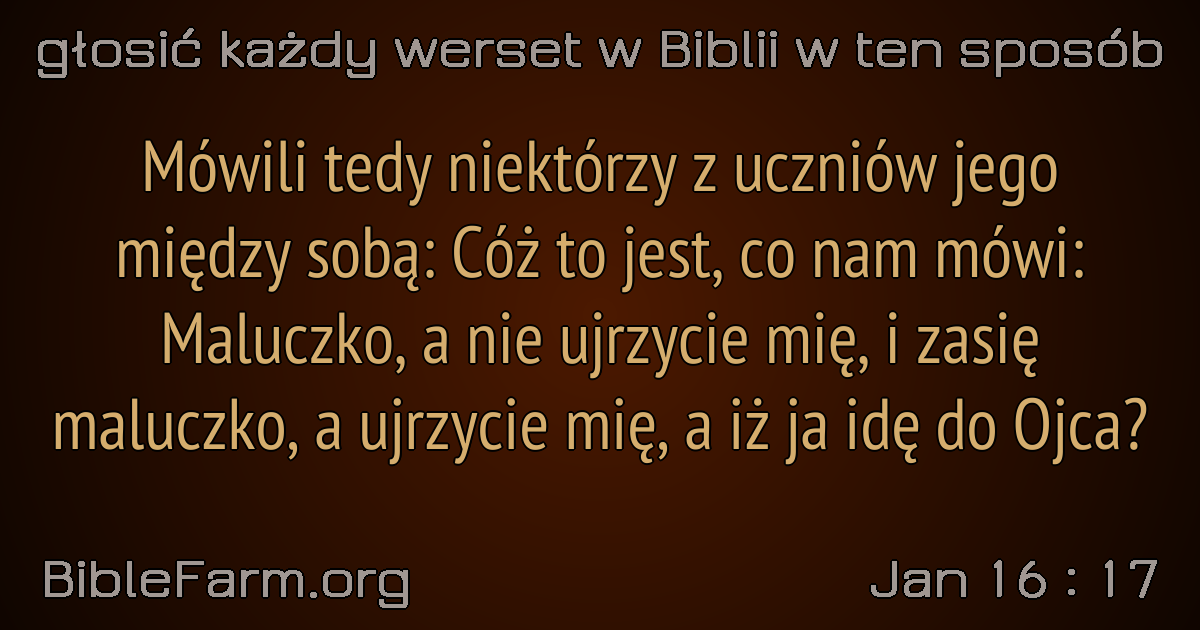 głosić każdy werset w Biblii w ten sposób
Mówili tedy niektórzy z uczniów jego
między sobą: Cóż to jest, co nam mówi:
Maluczko, a nie ujrzycie mię, i zasię
maluczko, a ujrzycie mię, a iż ja idę do Ojca?
BibleFarm.org
Jan 16 : 17